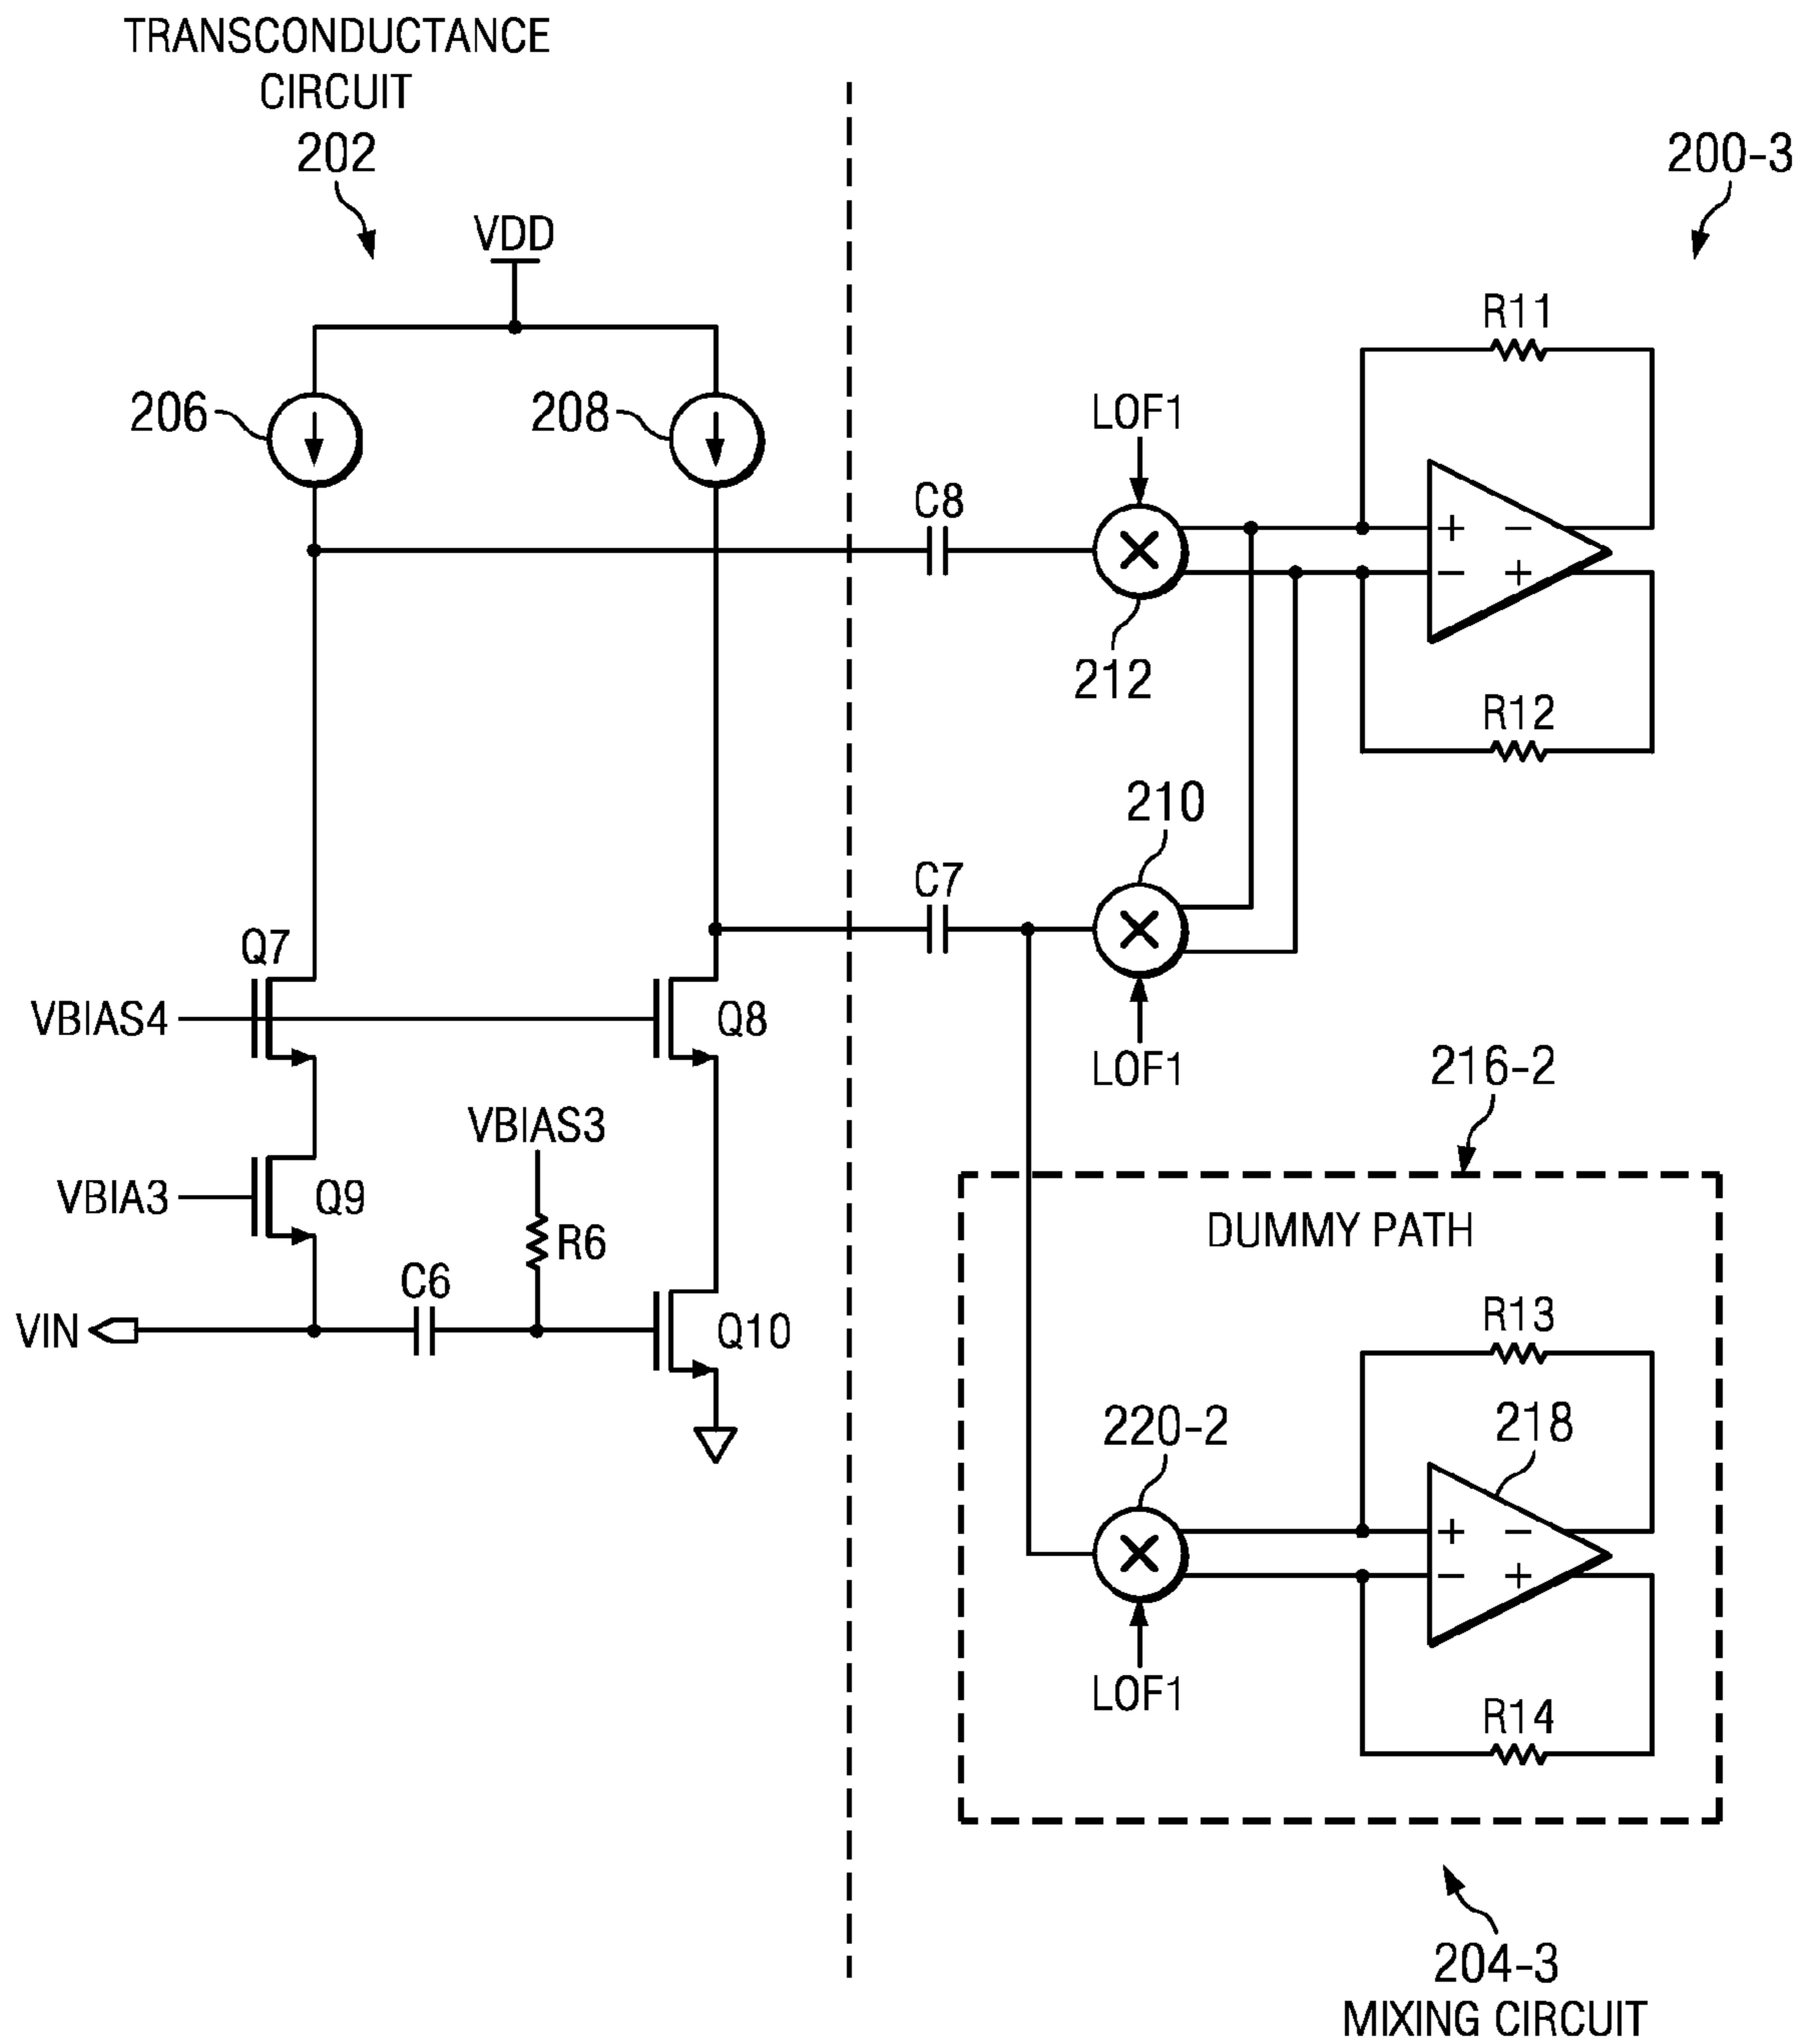 TRANSCONDUCTANCE
CIRCUIT
202
200-3
VDD
R11
206
208
LOF1
C8
+ −
− +
212
R12
210
C7
Q7
VBIAS4
Q8
LOF1
216-2
VBIAS3
DUMMY PATH
VBIA3
Q9
R6
C6
R13
VIN
Q10
220-2
218
+ −
− +
LOF1
R14
204-3
MIXING CIRCUIT